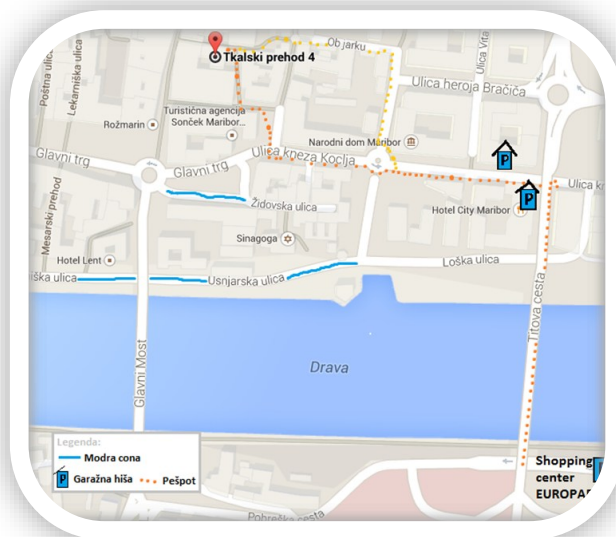 Ob jarku
Tkalski prehod 4
Poštna ulica
Lekarniška ulica
Ulica Vita
Ulica heroja Bračiča
Turistična agencija
Sonček Maribor...
Rožmarin
Narodni dom Maribor
Glavni trg
Glavni trg
Ulica kneza Koclja
P
P
Ulica kn
Mesarski prehod
Židovska ulica
Hotel City Maribor
Sinagoga
Hotel Lent
Loška ulica
iška ulica
Usnjarska ulica
Titova cesta
Glavni Most
Drava
Legenda:
Modra cona
P Garažna hiša
Pešpot
Shopping
center
EUROPA
Pobreška cesta